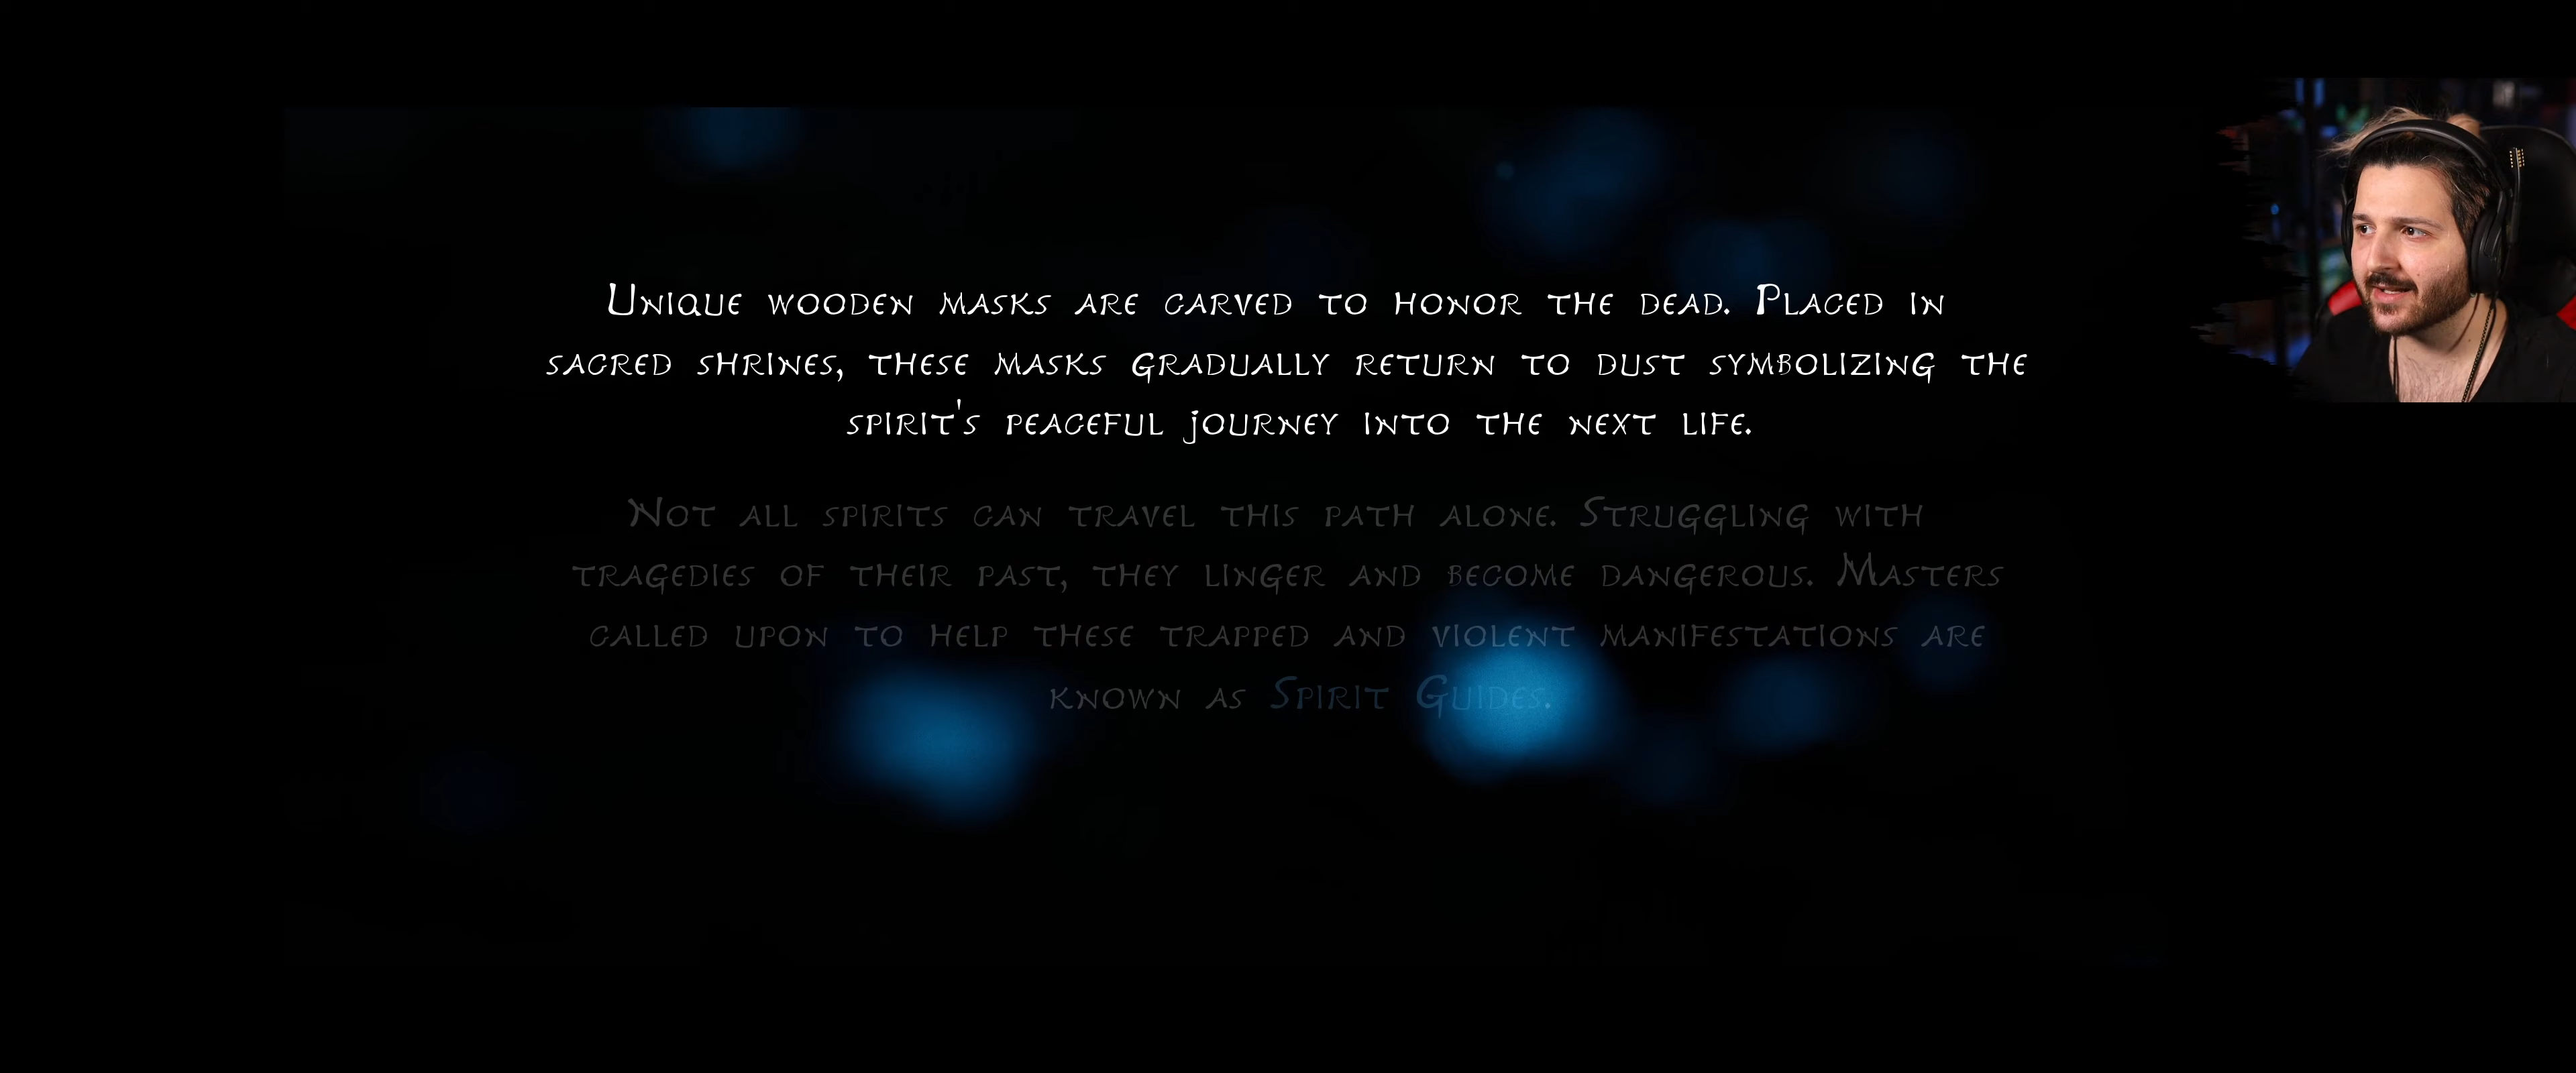 Unique wooden masks are carved to honor the dead. Placed in
sacred shrines, these masks gradually return to dust symbolizing the
spirit's peaceful journey into the next life.
Not all spirits can travel this path alone. Struggling with
tragedies of their past, they linger and become dangerous. Masters
called upon to help these trapped and violent manifestations are
known as Spirit Guides.